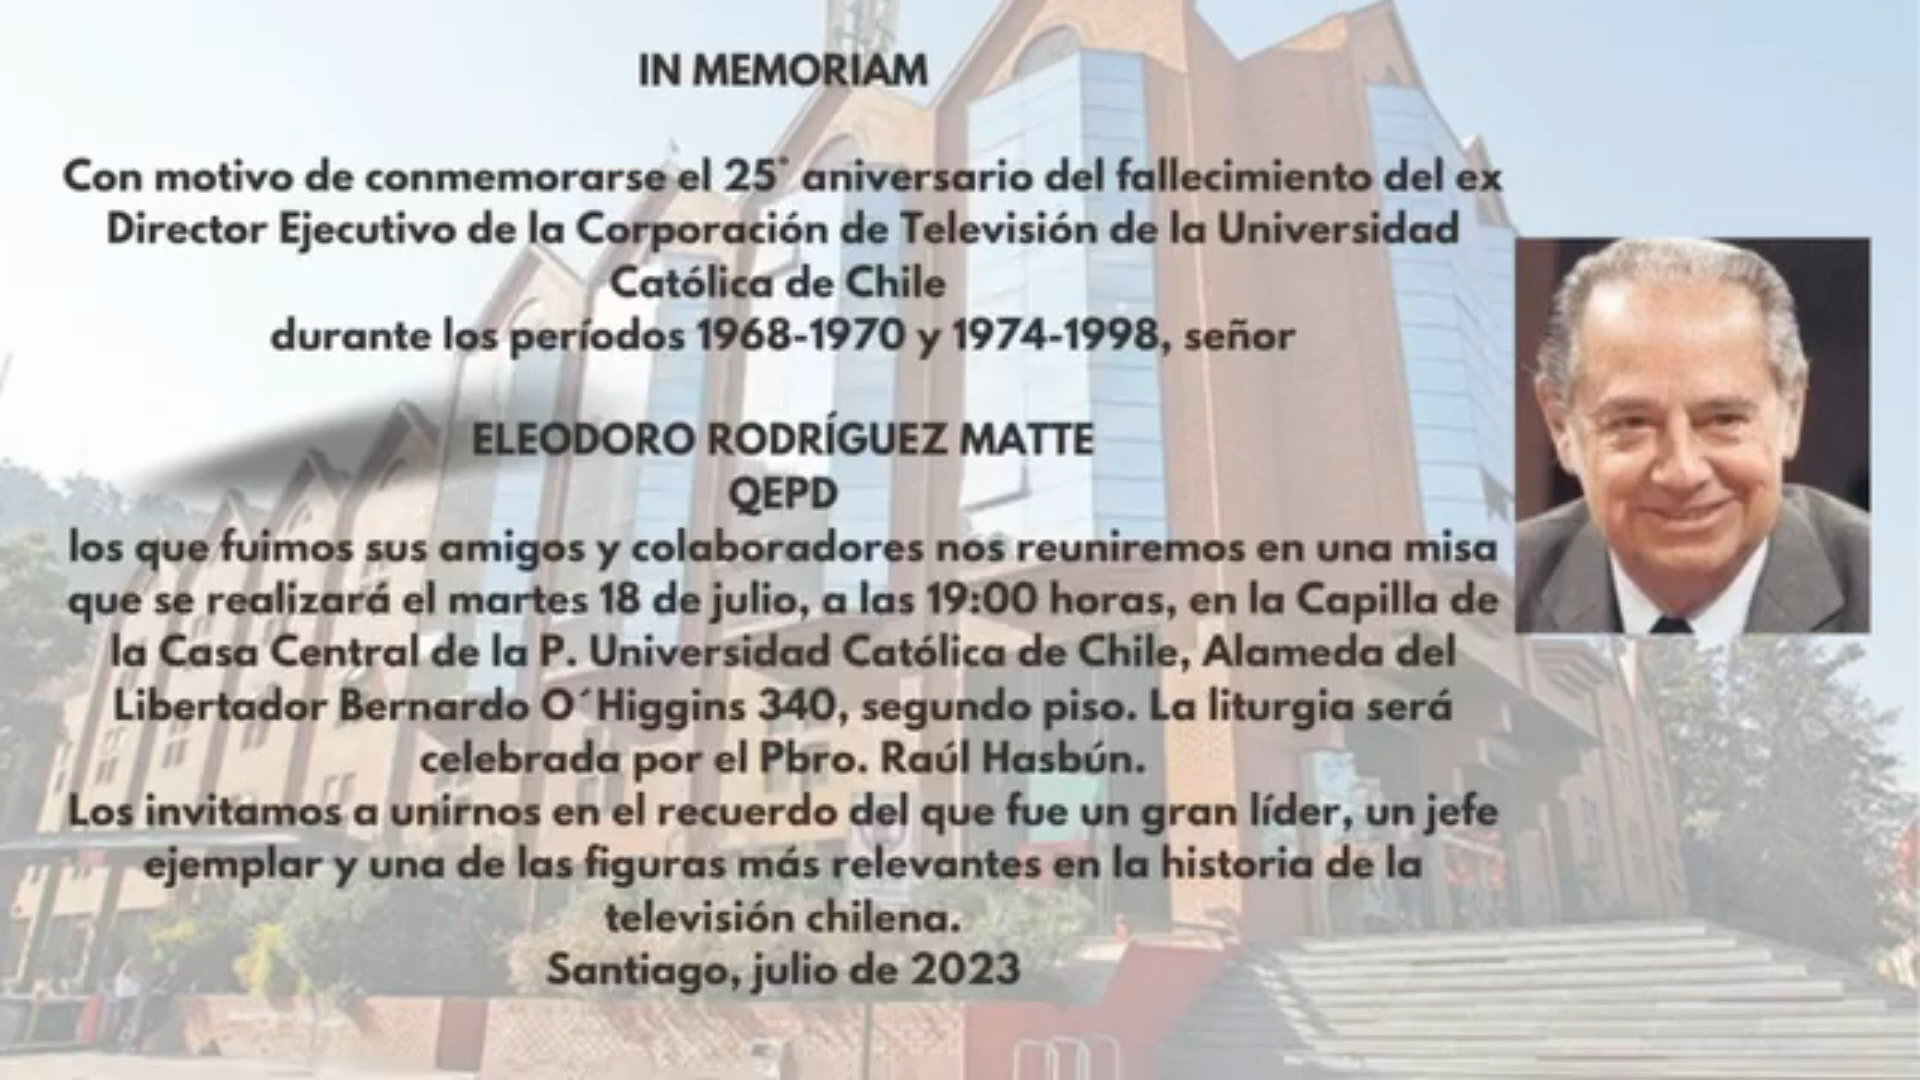 IN MEMORIAM
Con motivo de conmemorarse el 25° aniversario del fallecimiento del ex
Director Ejecutivo de la Corporación de Televisión de la Universidad
Católica de Chile
durante los períodos 1968-1970 y 1974-1998, señor
ELEODORO RODRÍGUEZ MATTE
QEPD
los que fuimos sus amigos y colaboradores nos reuniremos en una misa
que se realizará el martes 18 de julio, a las 19:00 horas, en la Capilla de
la Casa Central de la P. Universidad Católica de Chile, Alameda del
Libertador Bernardo O´Higgins 340, segundo piso. La liturgia será
celebrada por el Pbro. Raúl Hasbún.
Los invitamos a unirnos en el recuerdo del que fue un gran líder, un jefe
ejemplar y una de las figuras más relevantes en la historia de la
televisión chilena.
Santiago, julio de 2023